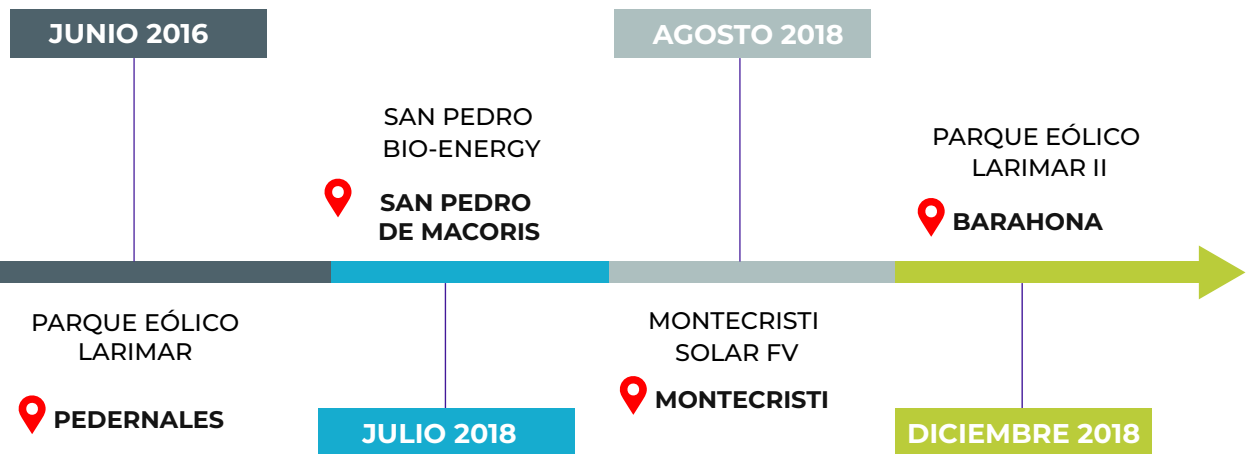 JUNIO 2016
PARQUE EÓLICO
LARIMAR
PEDERNALES
SAN PEDRO
BIO-ENERGY
SAN PEDRO
DE MACORIS
JULIO 2018
AGOSTO 2018
MONTECRISTI
SOLAR FV
MONTECRISTI
PARQUE EÓLICO
LARIMAR II
BARAHONA
DICIEMBRE 2018